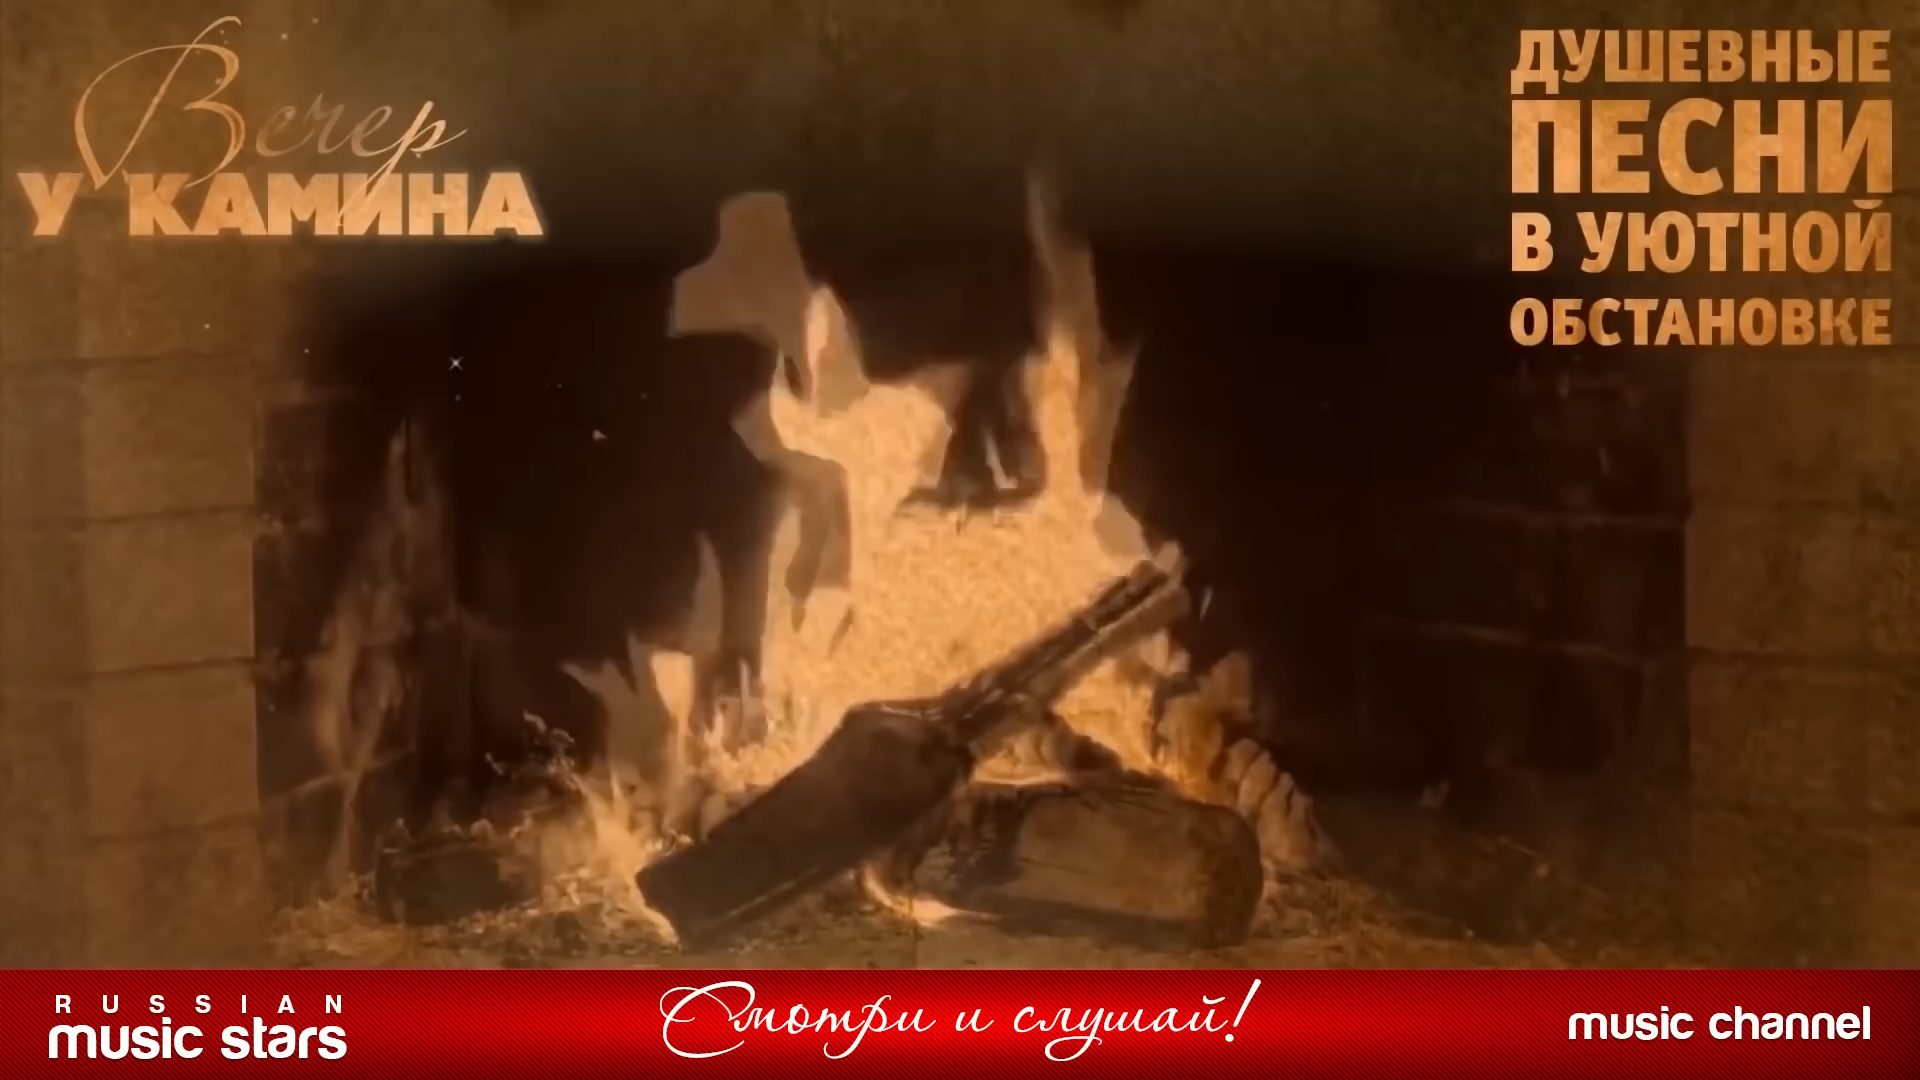 Вечер
У КАМИНА
ДУШЕВНЫЕ
ПЕСНИ
В УЮТНОЙ
ОБСТАНОВКЕ
RUSSIAN
music stars
Смотри и слушай!
music channel